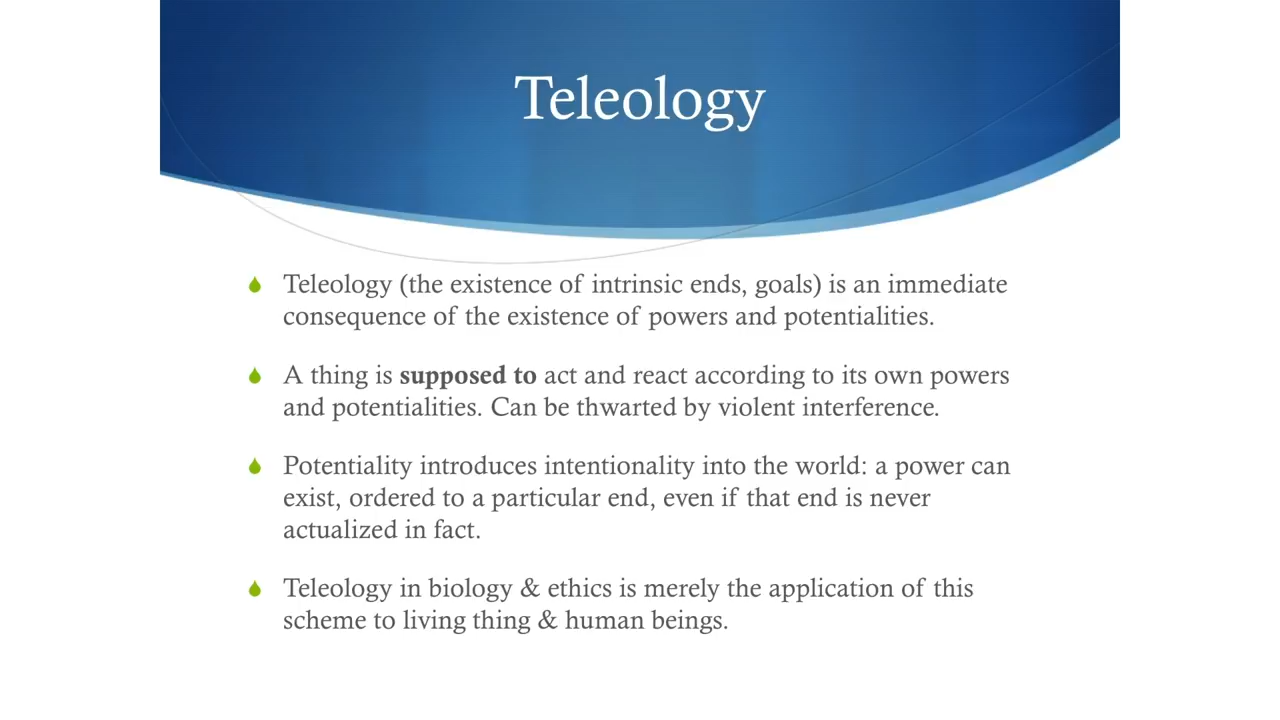 Teleology
Teleology (the existence of intrinsic ends, goals) is an immediate
consequence of the existence of powers and potentialities.
A thing is supposed to act and react according to its own powers
and potentialities. Can be thwarted by violent interference.
Potentiality introduces intentionality into the world: a power can
exist, ordered to a particular end, even if that end is never
actualized in fact.
Teleology in biology & ethics is merely the application of this
scheme to living thing & human beings.